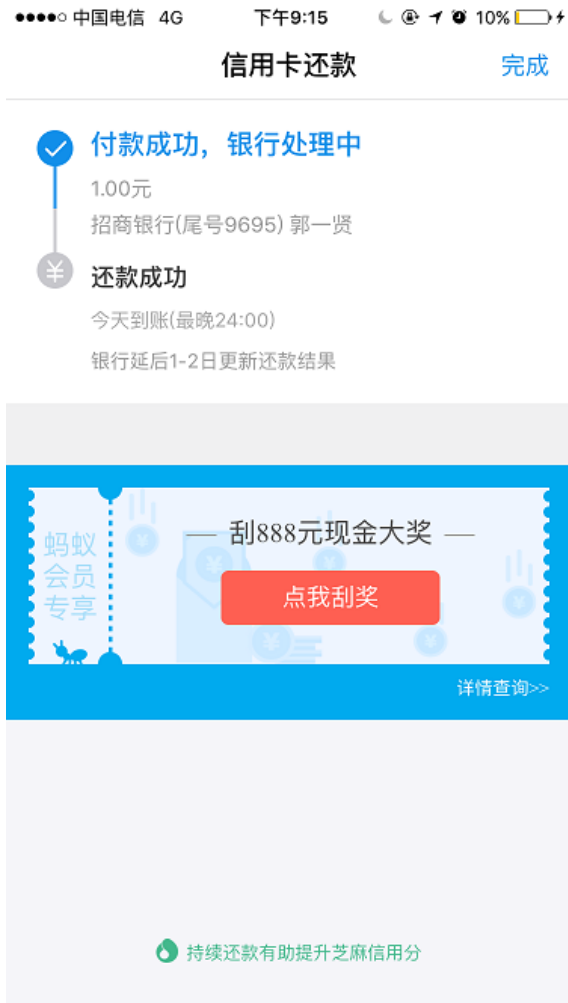 中国电信 4G 下午9:15 10%
信用卡还款 完成
付款成功，银行处理中
1.00元
招商银行(尾号9695) 郭一贤
还款成功
今天到账(最晚24:00)
银行延后1-2日更新还款结果
蚂蚁
会员
专享
刮888元现金大奖
点我刮奖
详情查询>>
持续还款有助提升芝麻信用分